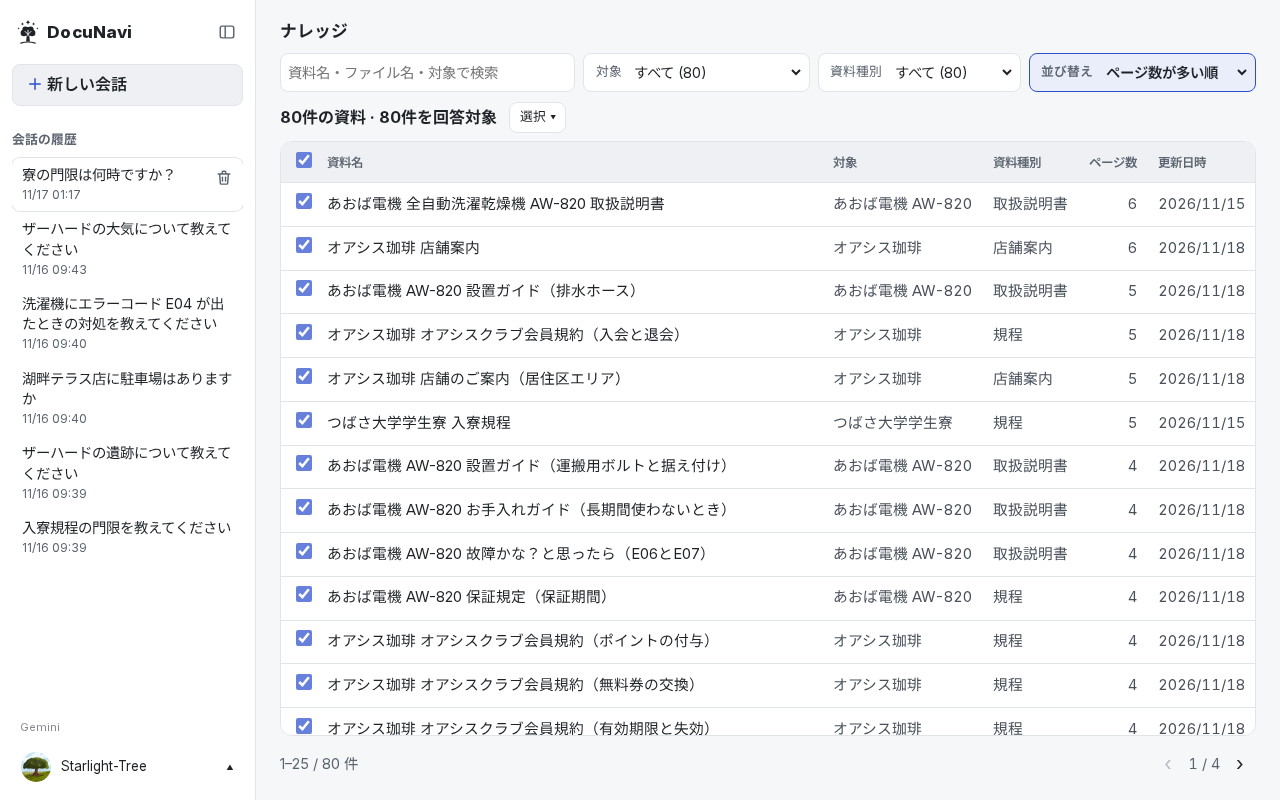 DocuNavi
+ 新しい会話
会話の履歴
寮の門限は何時ですか？
11/17 01:17
ザーハードの大気について教えて
ください
11/16 09:43
洗濯機にエラーコード E04 が出
たときの対処を教えてください
11/16 09:40
湖畔テラス店に駐車場はあります
か
11/16 09:40
ザーハードの遺跡について教えて
ください
11/16 09:39
入寮規程の門限を教えてください
11/16 09:39
Gemini
Starlight-Tree ▲
ナレッジ
資料名・ファイル名・対象で検索 対象 すべて (80) 資料種別 すべて (80) 並び替え ページ数が多い順
80件の資料 · 80件を回答対象 選択 ▾
資料名 対象 資料種別 ページ数 更新日時
あおば電機 全自動洗濯乾燥機 AW-820 取扱説明書 あおば電機 AW-820 取扱説明書 6 2026/11/15
オアシス珈琲 店舗案内 オアシス珈琲 店舗案内 6 2026/11/18
あおば電機 AW-820 設置ガイド（排水ホース） あおば電機 AW-820 取扱説明書 5 2026/11/18
オアシス珈琲 オアシスクラブ会員規約（入会と退会） オアシス珈琲 規程 5 2026/11/18
オアシス珈琲 店舗のご案内（居住区エリア） オアシス珈琲 店舗案内 5 2026/11/18
つばさ大学学生寮 入寮規程 つばさ大学学生寮 規程 5 2026/11/15
あおば電機 AW-820 設置ガイド（運搬用ボルトと据え付け） あおば電機 AW-820 取扱説明書 4 2026/11/18
あおば電機 AW-820 お手入れガイド（長期間使わないとき） あおば電機 AW-820 取扱説明書 4 2026/11/18
あおば電機 AW-820 故障かな？と思ったら（E06とE07） あおば電機 AW-820 取扱説明書 4 2026/11/18
あおば電機 AW-820 保証規定（保証期間） あおば電機 AW-820 規程 4 2026/11/18
オアシス珈琲 オアシスクラブ会員規約（ポイントの付与） オアシス珈琲 規程 4 2026/11/18
オアシス珈琲 オアシスクラブ会員規約（無料券の交換） オアシス珈琲 規程 4 2026/11/18
オアシス珈琲 オアシスクラブ会員規約（有効期限と失効） オアシス珈琲 規程 4 2026/11/18
1–25 / 80 件 ‹ 1 / 4 ›